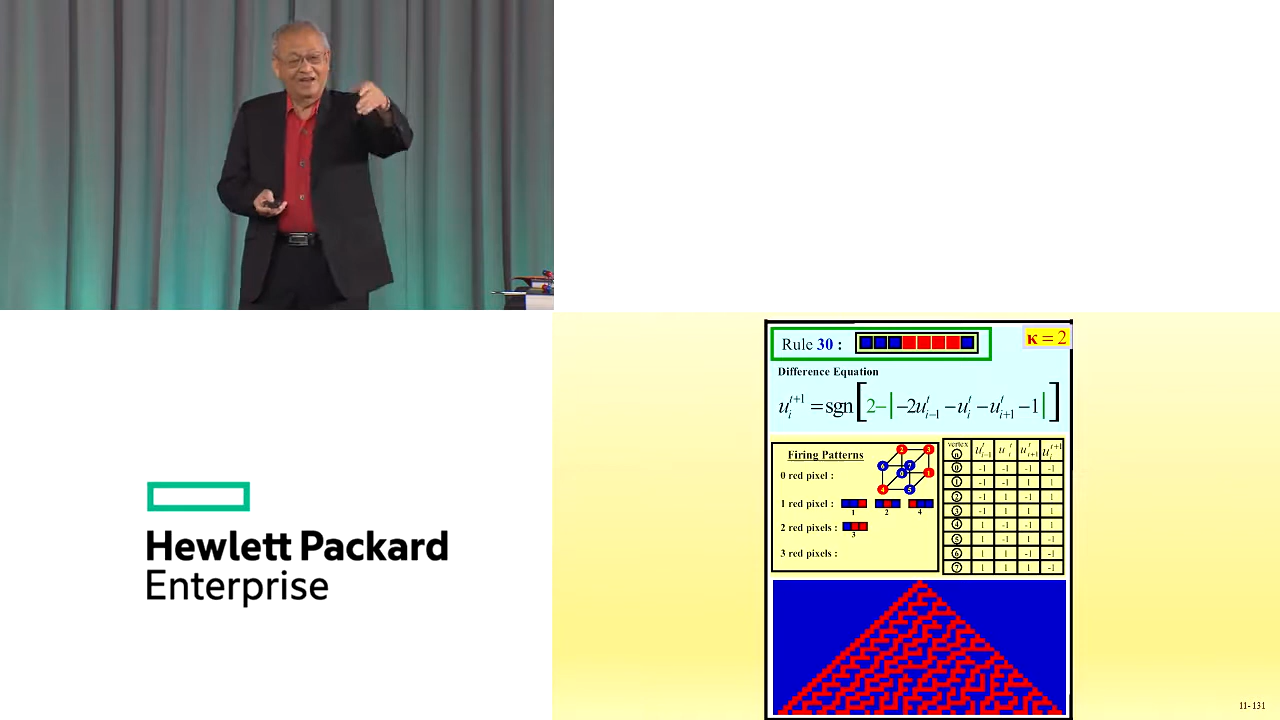 Hewlett Packard
Enterprise
Rule 30 :
κ = 2
Difference Equation
u_i^{t+1} = sgn[2-|-2u_{i-1}^t - u_i^t - u_{i+1}^t - 1|]
Firing Patterns
0 red pixel :
1 red pixel :
1 2 4
2 red pixels :
3
3 red pixels :
vertex n u_{i-1}^t u_i^t u_{i+1}^t u_i^{t+1}
0 -1 -1 -1 -1
1 -1 -1 1 1
2 -1 1 -1 1
3 -1 1 1 1
4 1 -1 -1 1
5 1 -1 1 -1
6 1 1 -1 -1
7 1 1 1 -1
11-131